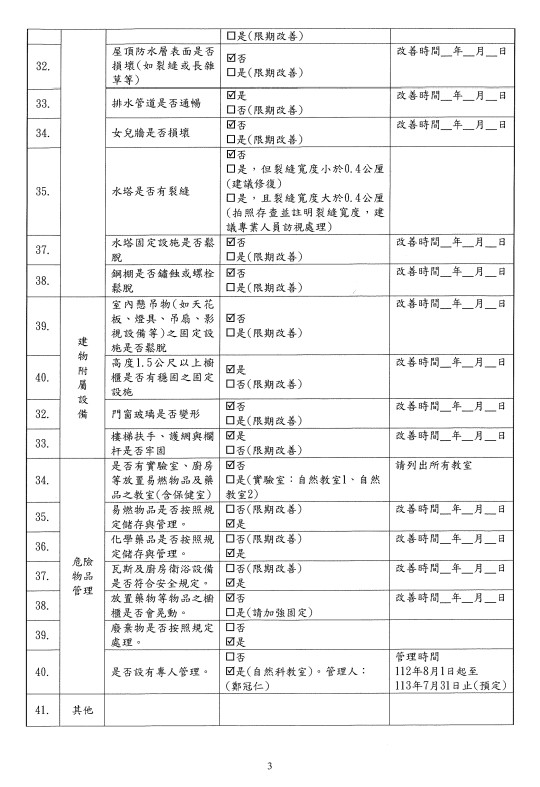 □是(限期改善)
32.
屋頂防水層表面是否
損壞(如裂縫或長雜
草等)
☑否
□是(限期改善)
改善時間__年__月__日
33.
排水管道是否通暢
☑是
□否(限期改善)
改善時間__年__月__日
34.
女兒牆是否損壞
☑否
□是(限期改善)
改善時間__年__月__日
35.
水塔是否有裂縫
☑否
□是，但裂縫寬度小於0.4公厘
(建議修復)
□是，且裂縫寬度大於0.4公厘
(拍照存查並註明裂縫寬度，建
議專業人員訪視處理)
37.
水塔固定設施是否鬆
脫
☑否
□是(限期改善)
改善時間__年__月__日
38.
鋼棚是否鏽蝕或螺栓
鬆脫
☑否
□是(限期改善)
改善時間__年__月__日
建
物
附
屬
設
備
39.
室內懸吊物(如天花
板、燈具、吊扇、影
視設備等)之固定設
施是否鬆脫
☑否
□是(限期改善)
改善時間__年__月__日
40.
高度1.5公尺以上櫥
櫃是否有穩固之固定
設施
☑是
□否(限期改善)
改善時間__年__月__日
32.
門窗玻璃是否變形
☑否
□是(限期改善)
改善時間__年__月__日
33.
樓梯扶手、護網與欄
杆是否牢固
☑是
□否(限期改善)
改善時間__年__月__日
危險
物品
管理
34.
是否有實驗室、廚房
等放置易燃物品及藥
品之教室(含保健室)
☑否
□是(實驗室：自然教室1、自然
教室2)
請列出所有教室
35.
易燃物品是否按照規
定儲存與管理。
□否(限期改善)
☑是
改善時間__年__月__日
36.
化學藥品是否按照規
定儲存與管理。
□否(限期改善)
☑是
改善時間__年__月__日
37.
瓦斯及廚房衛浴設備
是否符合安全規定。
□否(限期改善)
☑是
改善時間__年__月__日
38.
放置藥物等物品之櫥
櫃是否會晃動。
☑否
□是(請加強固定)
改善時間__年__月__日
39.
廢棄物是否按照規定
處理。
□否
☑是
40.
是否設有專人管理。
□否
☑是(自然科教室)。管理人：
(鄭冠仁)
管理時間
112年8月1日起至
113年7月31日止(預定)
41.
其他
3